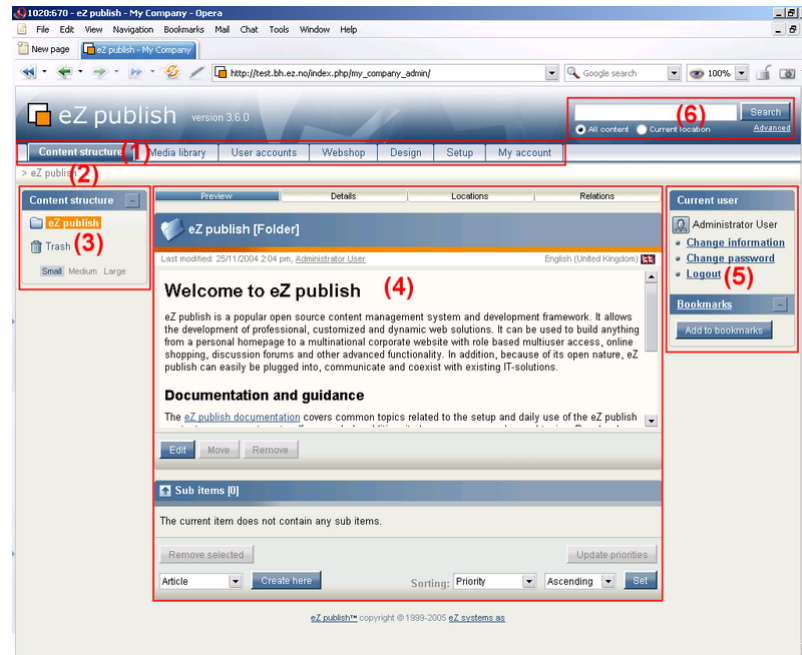 1020:670 - eZ publish - My Company - Opera
File Edit View Navigation Bookmarks Mail Chat Tools Window Help
New page eZ publish - My Company
http://test.bh.ez.no/index.php/my_company_admin/ Google search 100%
eZ publish version 3.6.0
(6) Search
All content Current location Advanced
Content structure (1) Media library User accounts Webshop Design Setup My account
> eZ publish (2)
Content structure
eZ publish
Trash (3)
Small Medium Large
Preview Details Locations Relations
eZ publish [Folder]
Last modified: 25/11/2004 2:04 pm, Administrator User English (United Kingdom)
Welcome to eZ publish (4)
eZ publish is a popular open source content management system and development framework. It allows
the development of professional, customized and dynamic web solutions. It can be used to build anything
from a personal homepage to a multinational corporate website with role based multiuser access, online
shopping, discussion forums and other advanced functionality. In addition, because of its open nature, eZ
publish can easily be plugged into, communicate and coexist with existing IT-solutions.
Documentation and guidance
The eZ publish documentation covers common topics related to the setup and daily use of the eZ publish
Edit Move Remove
Sub items [0]
The current item does not contain any sub items.
Remove selected Update priorities
Article Create here Sorting: Priority Ascending Set
Current user
Administrator User
Change information
Change password
Logout (5)
Bookmarks
Add to bookmarks
eZ publish™ copyright © 1999-2005 eZ systems as